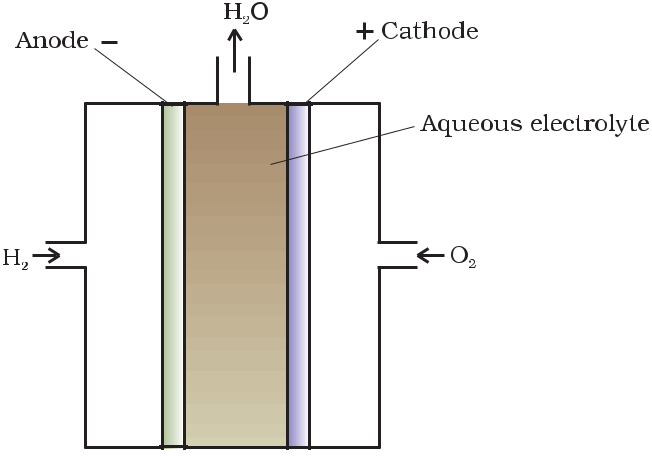 H₂O
Anode −
+ Cathode
Aqueous electrolyte
H₂
O₂